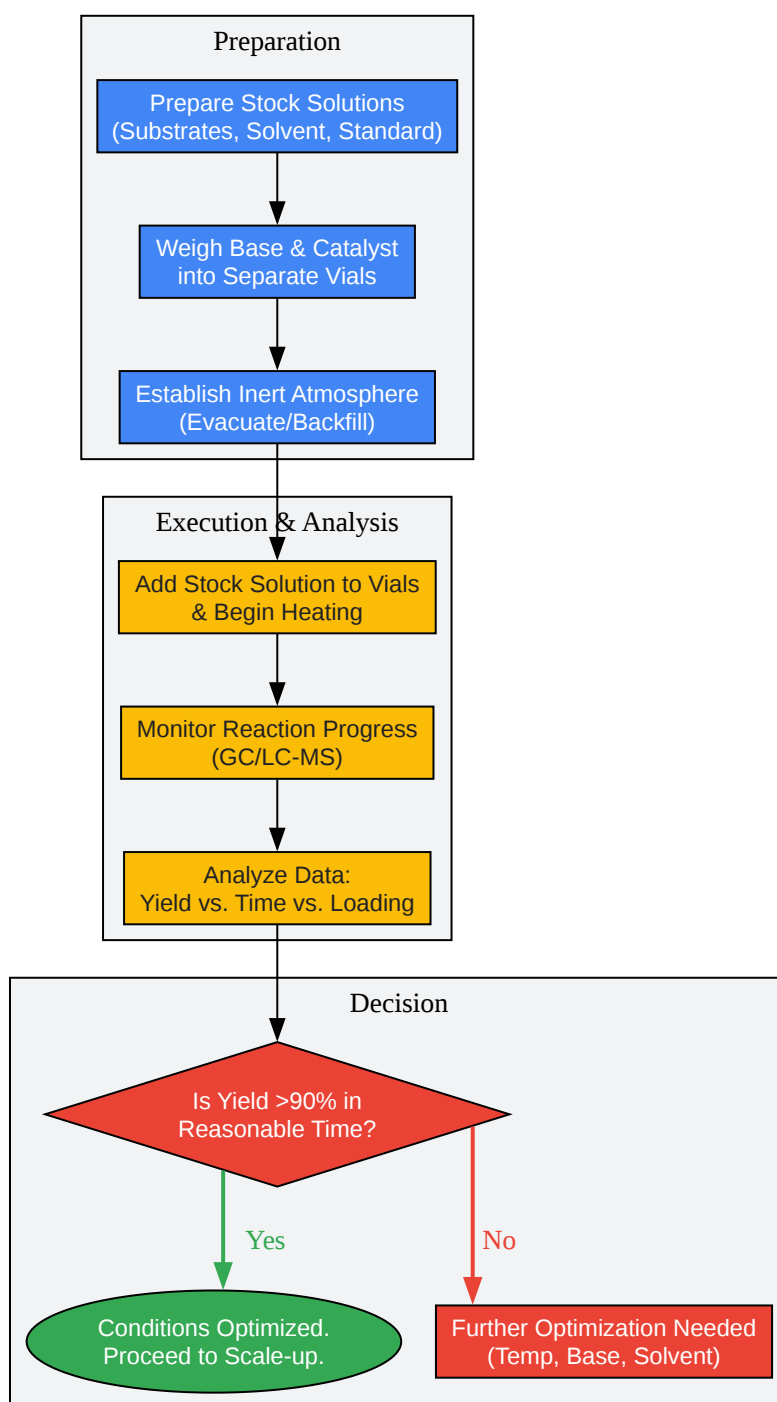 Preparation
Prepare Stock Solutions
(Substrates, Solvent, Standard)
Weigh Base & Catalyst
into Separate Vials
Establish Inert Atmosphere
(Evacuate/Backfill)
Execution & Analysis
Add Stock Solution to Vials
& Begin Heating
Monitor Reaction Progress
(GC/LC-MS)
Analyze Data:
Yield vs. Time vs. Loading
Decision
Is Yield >90% in
Reasonable Time?
Yes
No
Conditions Optimized.
Proceed to Scale-up.
Further Optimization Needed
(Temp, Base, Solvent)